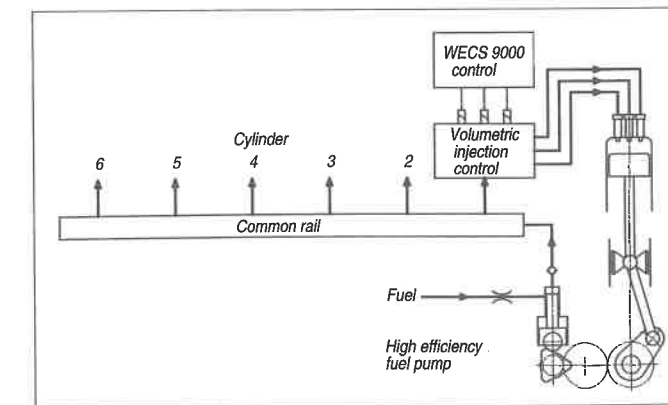 WECS 9000
control
Volumetric
injection
control
Cylinder
6 5 4 3 2
Common rail
Fuel
High efficiency
fuel pump